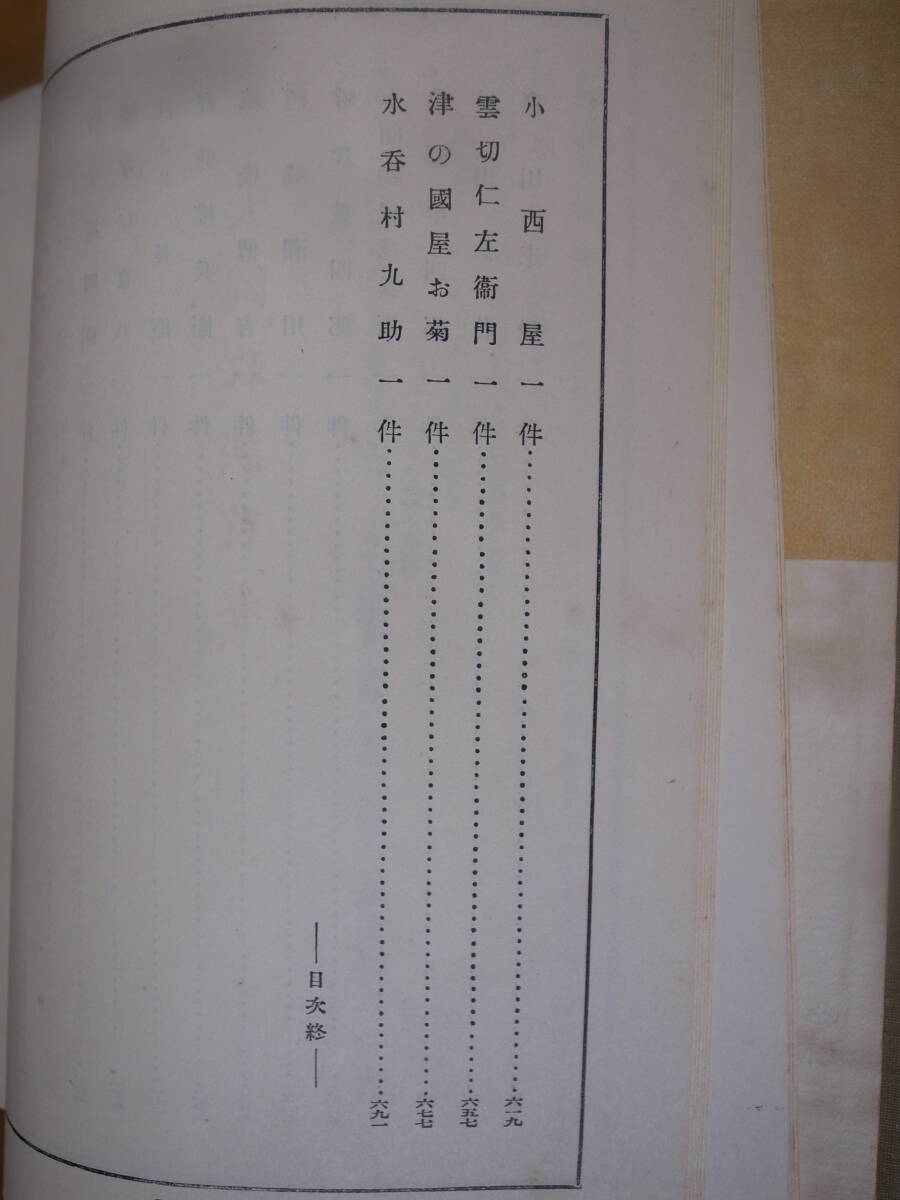 小西屋一件……六一九
雲切仁左衞門一件……六五七
津の國屋お菊一件……六七七
水呑村九助一件……六九一
―目次終―